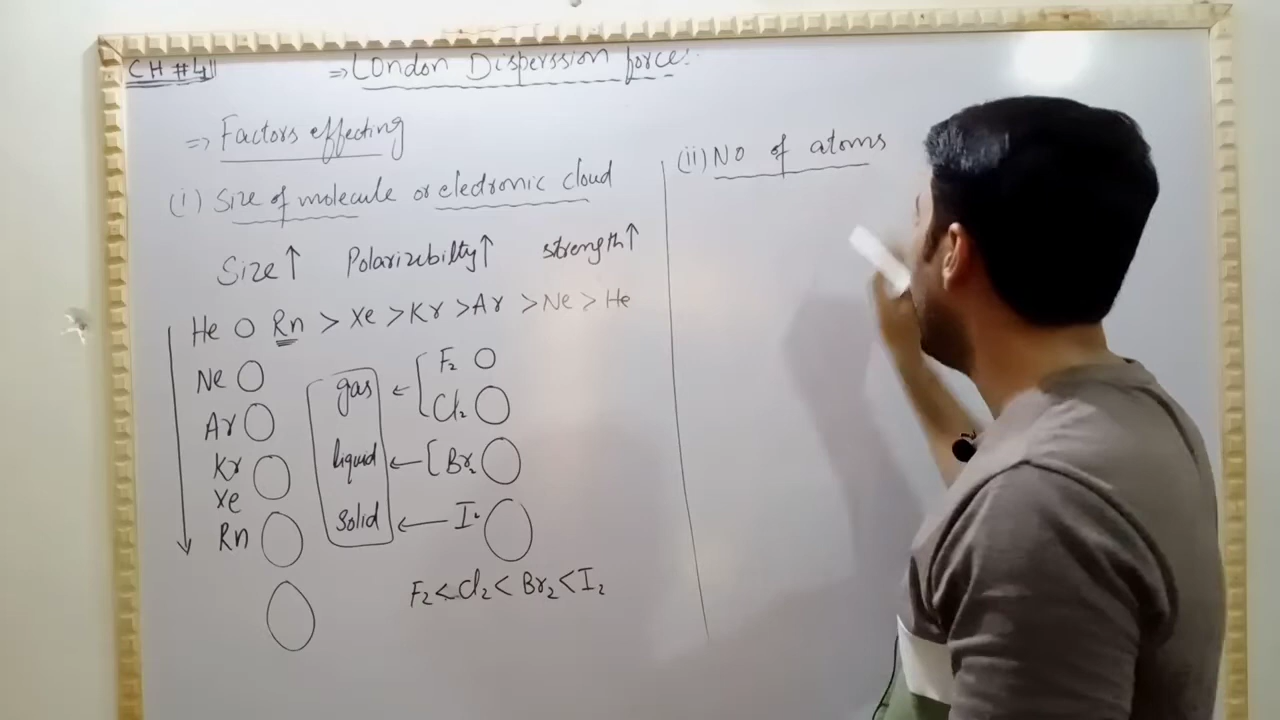 CH #4
⇒ London Disperssion force:
⇒ Factors effecting
(i) Size of molecule or electronic cloud
Size ↑ Polarizebilty ↑ strength ↑
He Rn > Xe > Kr > Ar > Ne > He
Ne
Ar
Kr
Xe
Rn
gas ← F₂
Cl₂
liquid ← Br₂
Solid ← I₂
F₂ < Cl₂ < Br₂ < I₂
(ii) No of atoms